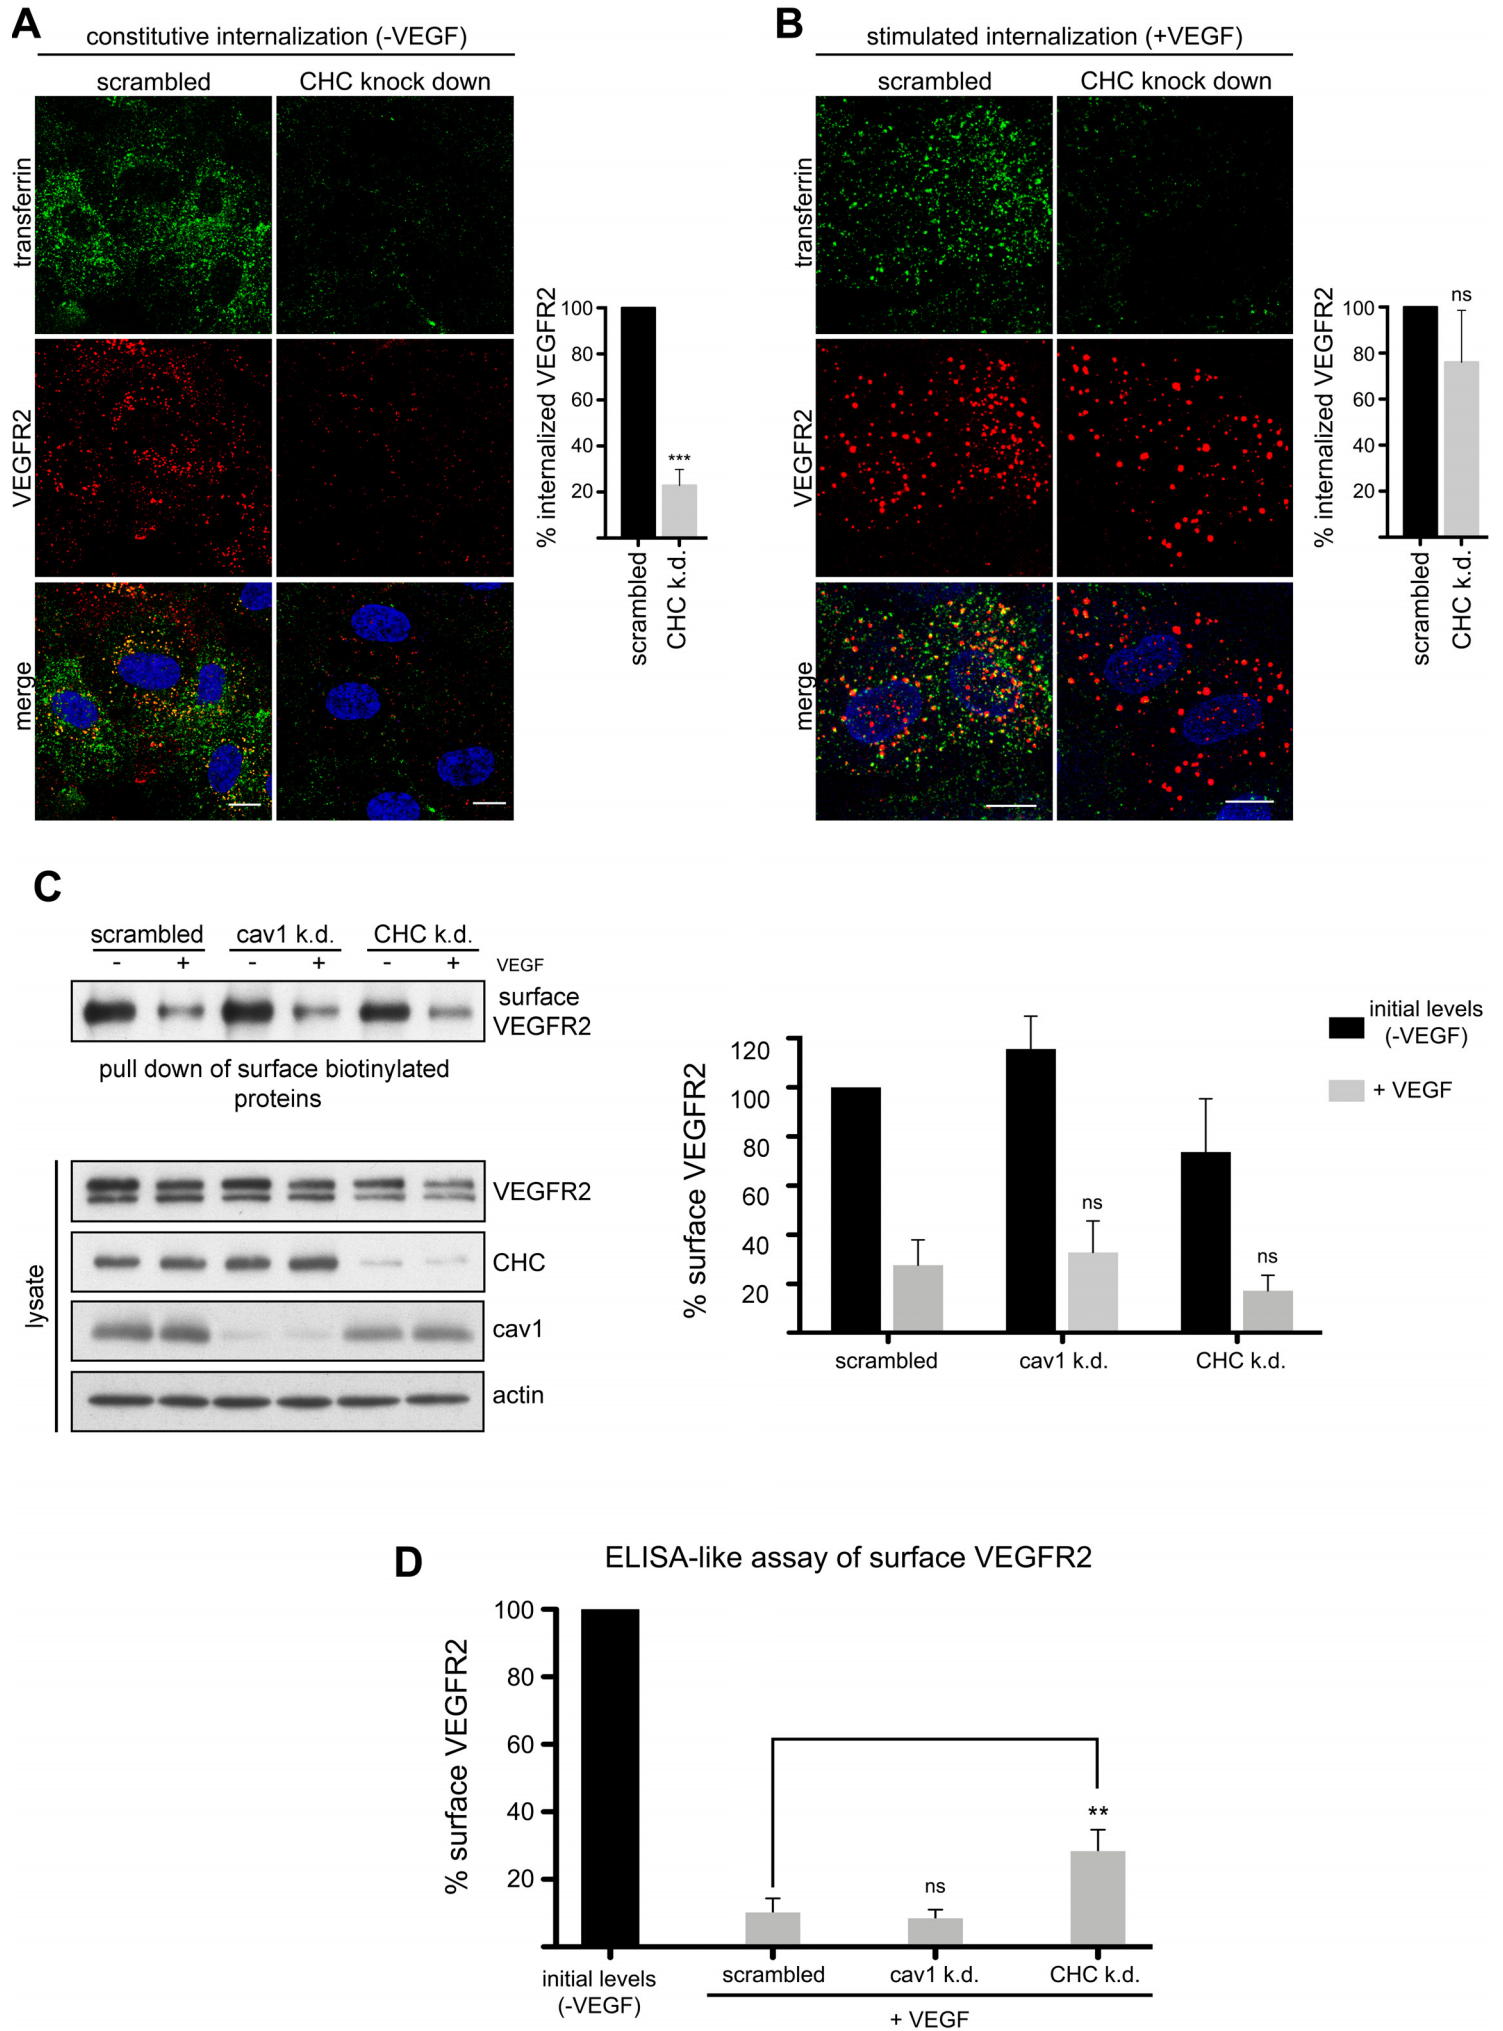 A
constitutive internalization (-VEGF)
scrambled
CHC knock down
transferrin
VEGFR2
merge
% internalized VEGFR2
100
80
60
40
20
***
scrambled
CHC k.d.
B
stimulated internalization (+VEGF)
scrambled
CHC knock down
transferrin
VEGFR2
merge
% internalized VEGFR2
100
80
60
40
20
ns
scrambled
CHC k.d.
C
scrambled
cav1 k.d.
CHC k.d.
- + - + - + VEGF
surface
VEGFR2
pull down of surface biotinylated
proteins
lysate
VEGFR2
CHC
cav1
actin
% surface VEGFR2
120
100
80
60
40
20
ns
ns
scrambled
cav1 k.d.
CHC k.d.
initial levels
(-VEGF)
+ VEGF
D
ELISA-like assay of surface VEGFR2
% surface VEGFR2
100
80
60
40
20
ns
**
initial levels
(-VEGF)
scrambled
cav1 k.d.
CHC k.d.
+ VEGF